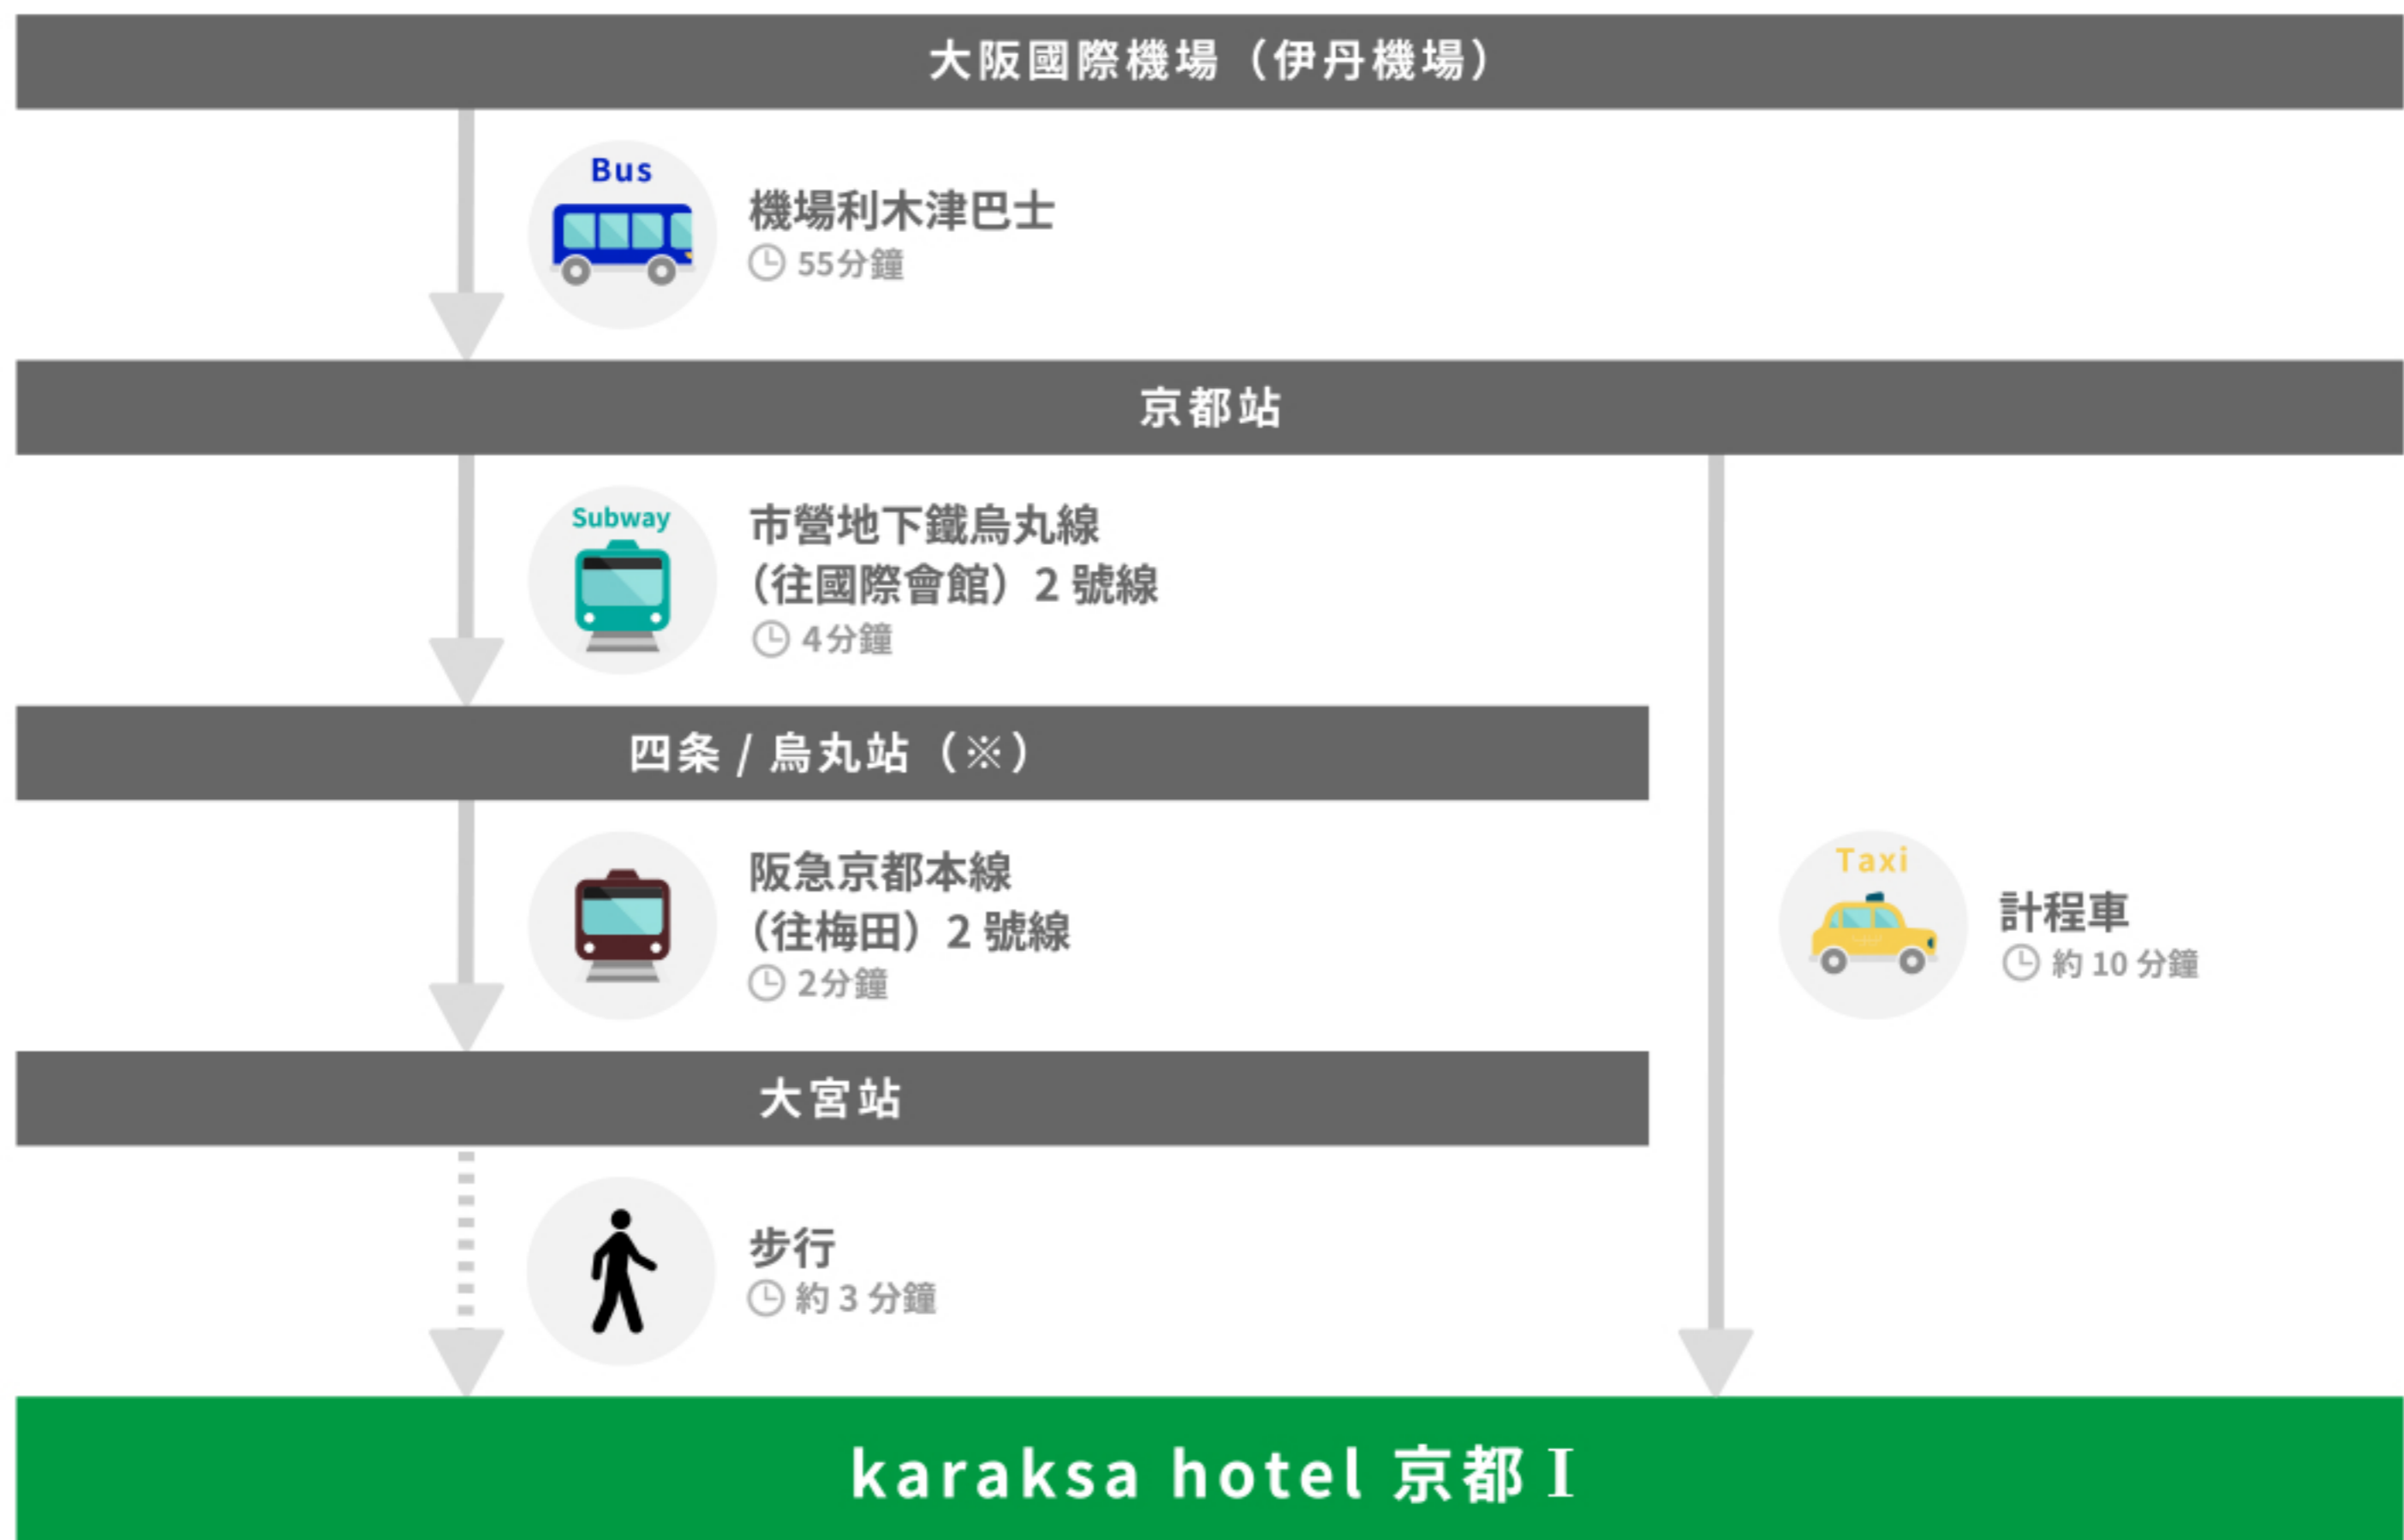 大阪國際機場（伊丹機場）
Bus
機場利木津巴士
55分鐘
京都站
Subway
市營地下鐵烏丸線
（往國際會館）2 號線
4分鐘
四条 / 烏丸站（※）
阪急京都本線
（往梅田）2 號線
2分鐘
Taxi
計程車
約 10 分鐘
大宮站
步行
約 3 分鐘
karaksa hotel 京都 I